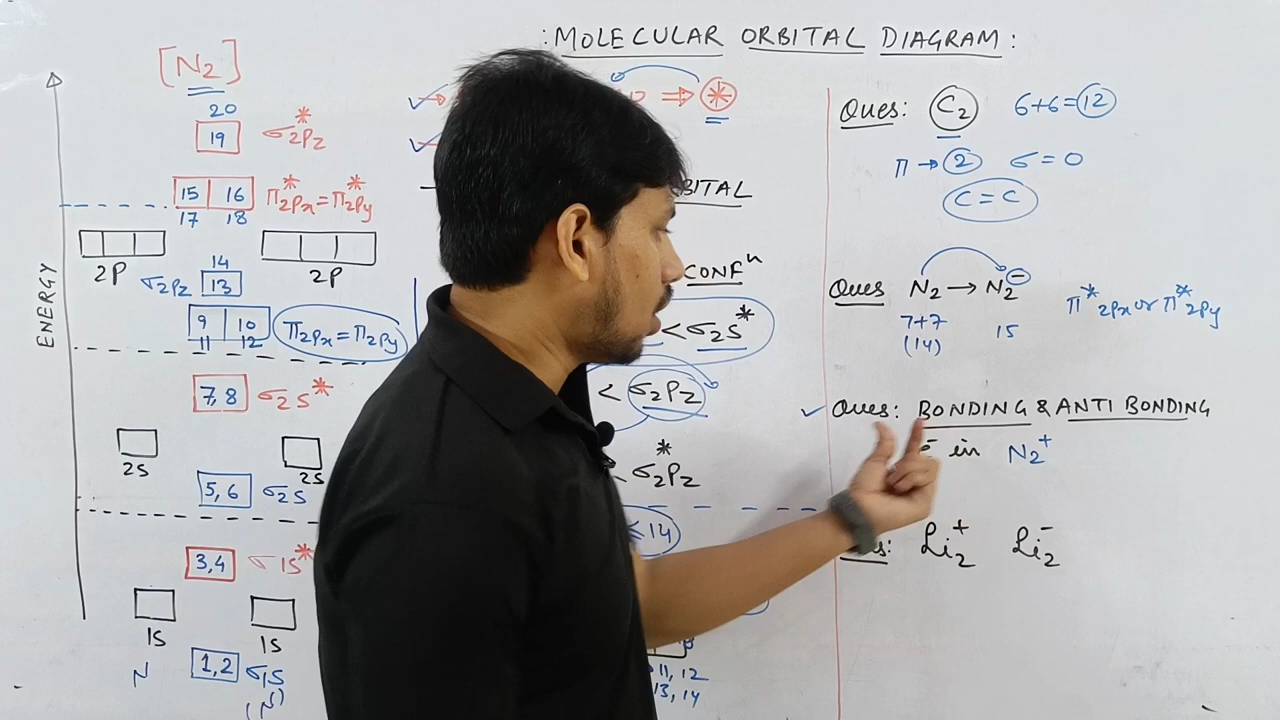 : MOLECULAR ORBITAL DIAGRAM :
[N₂]
20
19 σ*2Pz
15 16 π*2Px = π*2Py
17 18
2P 2P
14
σ2Pz 13
9 10 π2Px = π2Py
11 12
7,8 σ2S*
2S 2S
5,6 σ2S
3,4 σ1S*
1S 1S
N 1,2 σ1S
(N)
ENERGY
⇒ *
BITAL
CONFⁿ
< σ2S*
< σ2Pz
σ*2Pz
≤ 14
11, 12
13, 14
Ques: C₂ 6+6=12
π → 2 σ = 0
C = C
Ques N₂ → N₂⁻ π*2Px or π*2Py
7+7 15
(14)
✓ Ques: BONDING & ANTI BONDING
in N₂⁺
Li₂⁺ Li₂⁻